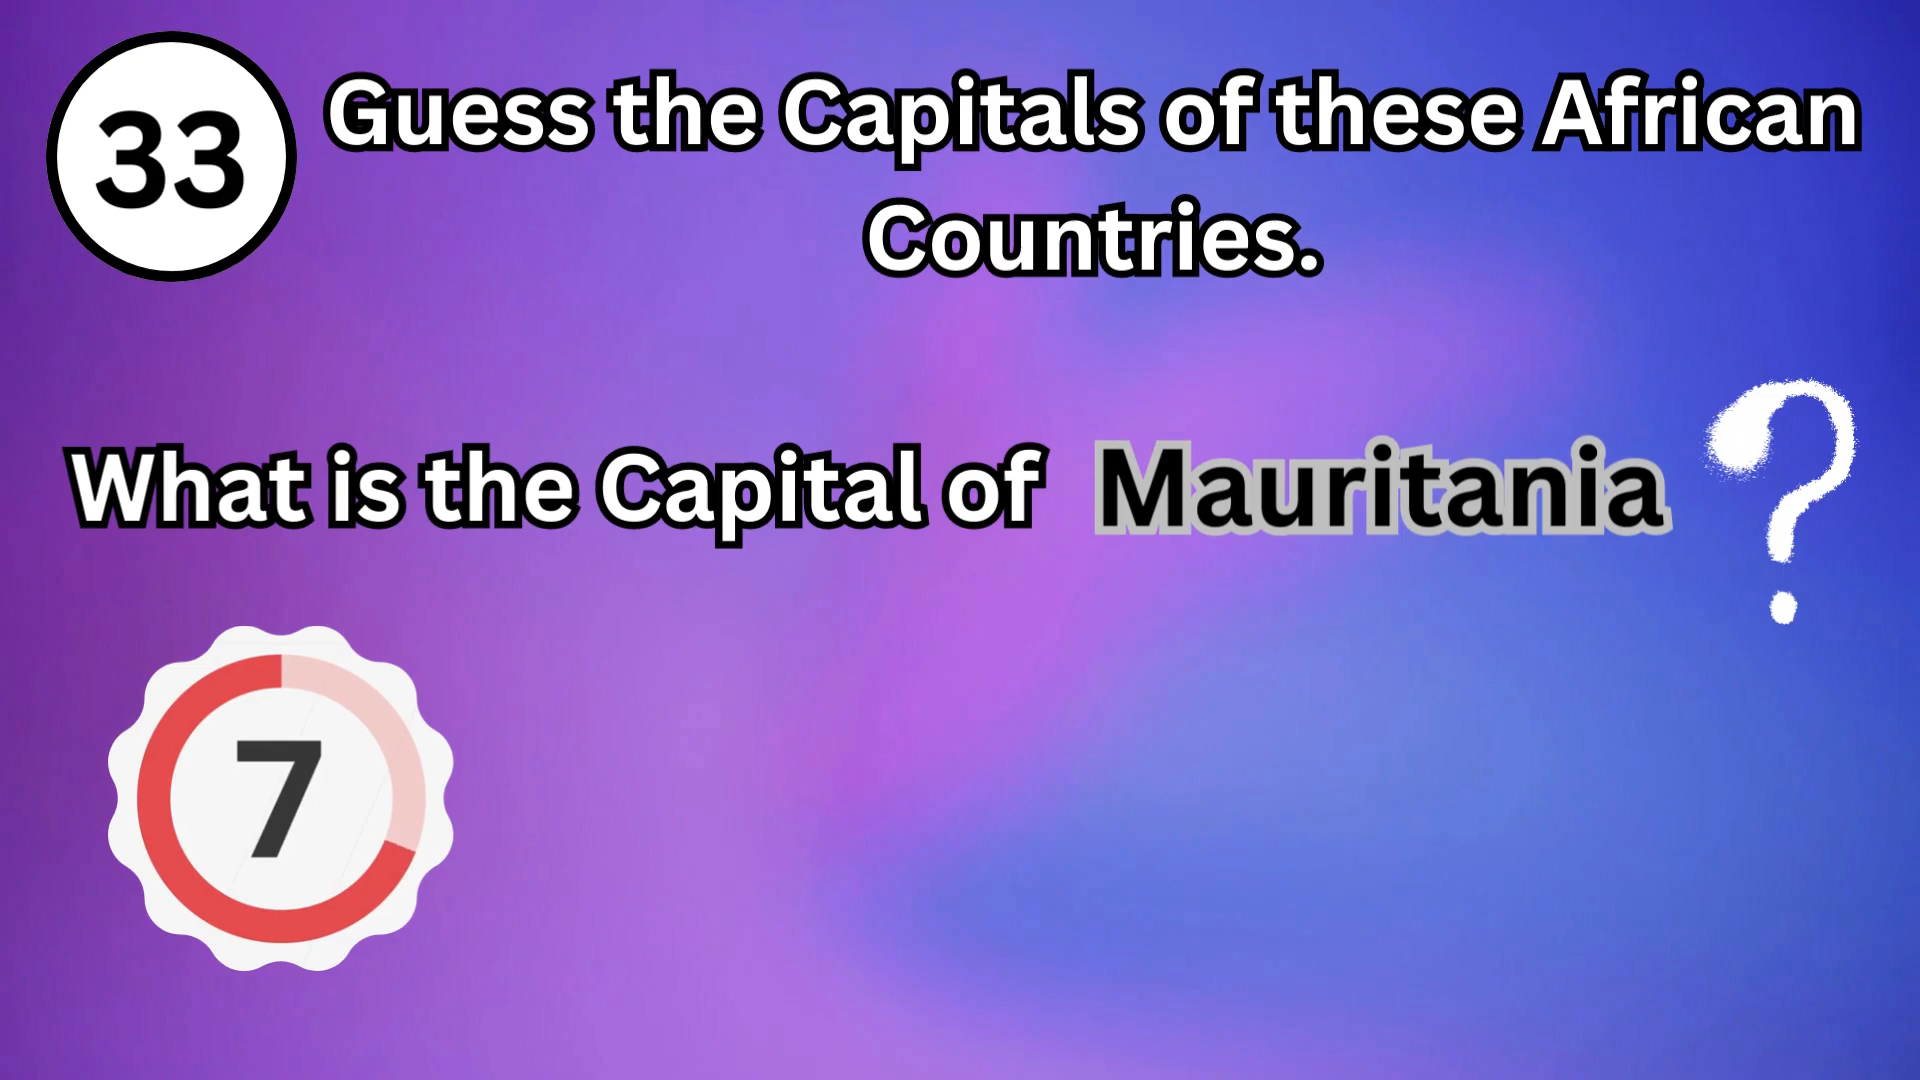 33
Guess the Capitals of these African
Countries.
What is the Capital of Mauritania ?
7